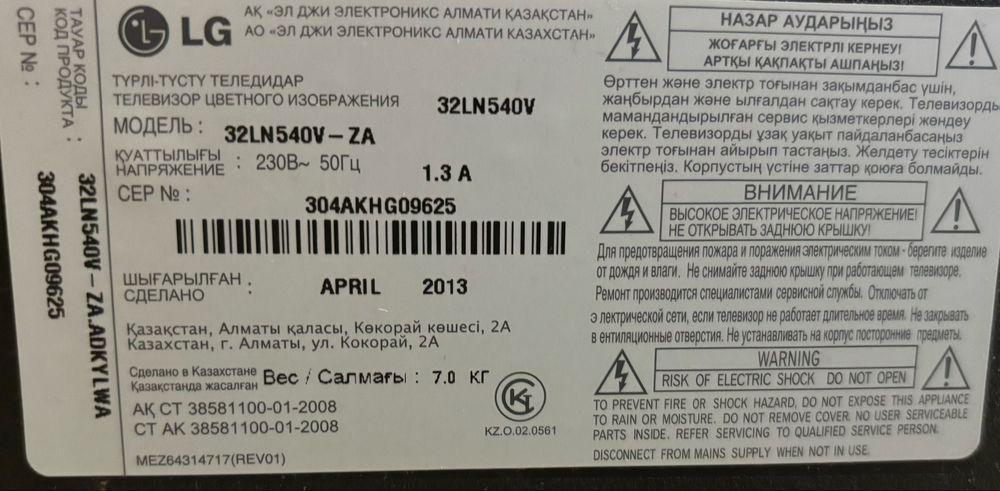 ТАУАР КОДЫ
КОД ПРОДУКТА :
32LN540V-ZA.ADKYLWA
СЕР № :
304AKHG09625
LG
АҚ «ЭЛ ДЖИ ЭЛЕКТРОНИКС АЛМАТИ ҚАЗАҚСТАН»
АО «ЭЛ ДЖИ ЭЛЕКТРОНИКС АЛМАТИ КАЗАХСТАН»
ТҮРЛІ-ТҮСТҮ ТЕЛЕДИДАР
ТЕЛЕВИЗОР ЦВЕТНОГО ИЗОБРАЖЕНИЯ 32LN540V
МОДЕЛЬ : 32LN540V-ZA
ҚУАТТЫЛЫҒЫ
НАПРЯЖЕНИЕ : 230В~ 50Гц 1.3 A
СЕР № :
304AKHG09625
ШЫҒАРЫЛҒАН
СДЕЛАНО : APRIL 2013
Қазақстан, Алматы қаласы, Көкорай көшесі, 2А
Казахстан, г. Алматы, ул. Кокорай, 2А
Сделано в Казахстане
Қазақстанда жасалған
Вес / Салмағы : 7.0 КГ
АҚ СТ 38581100-01-2008
СТ АК 38581100-01-2008
KZ.O.02.0561
MEZ64314717(REV01)
НАЗАР АУДАРЫҢЫЗ
ЖОҒАРҒЫ ЭЛЕКТРЛІ КЕРНЕУ!
АРТҚЫ ҚАҚПАҚТЫ АШПАҢЫЗ!
Өрттен және электр тоғынан зақымданбас үшін,
жаңбырдан және ылғалдан сақтау керек. Телевизорды
мамандандырылған сервис қызметкерлері жөндеу
керек. Телевизорды ұзақ уақыт пайдаланбасаңыз
электр тоғынан айырып тастаңыз. Желдету тесіктерін
бекітпеңіз. Корпустың үстіне заттар қоюға болмайды.
ВНИМАНИЕ
ВЫСОКОЕ ЭЛЕКТРИЧЕСКОЕ НАПРЯЖЕНИЕ!
НЕ ОТКРЫВАТЬ ЗАДНЮЮ КРЫШКУ!
Для предотвращения пожара и поражения электрическим током - берегите изделие
от дождя и влаги. Не снимайте заднюю крышку при работающем телевизоре.
Ремонт производится специалистами сервисной службы. Отключать от
э лектрической сети, если телевизор не работает длительное время. Не закрывать
в ентиляционные отверстия. Не устанавливать на корпус посторонние предметы.
WARNING
RISK OF ELECTRIC SHOCK DO NOT OPEN
TO PREVENT FIRE OR SHOCK HAZARD, DO NOT EXPOSE THIS APPLIANCE
TO RAIN OR MOISTURE. DO NOT REMOVE COVER. NO USER SERVICEABLE
PARTS INSIDE. REFER SERVICING TO QUALIFIED SERVICE PERSON.
DISCONNECT FROM MAINS SUPPLY WHEN NOT IN USE.